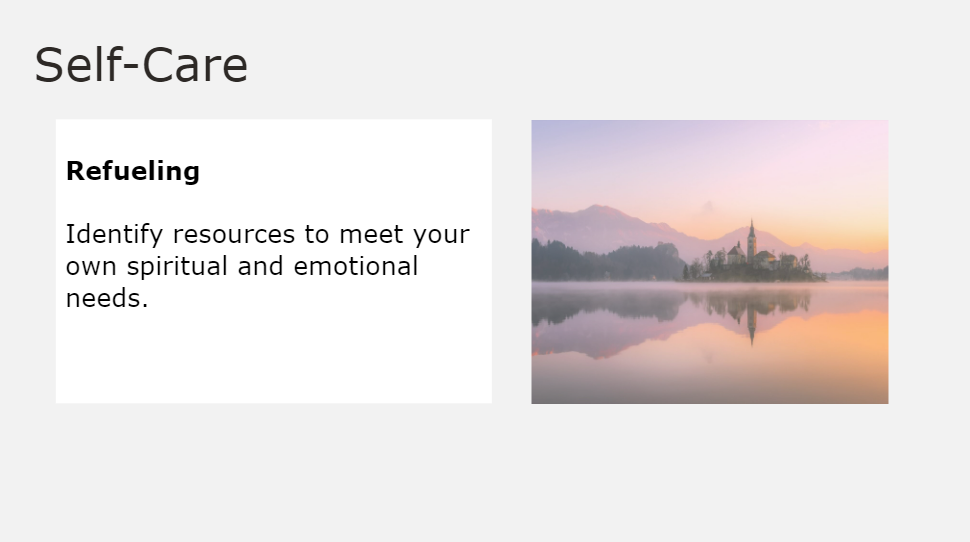 Self-Care
Refueling
Identify resources to meet your
own spiritual and emotional
needs.